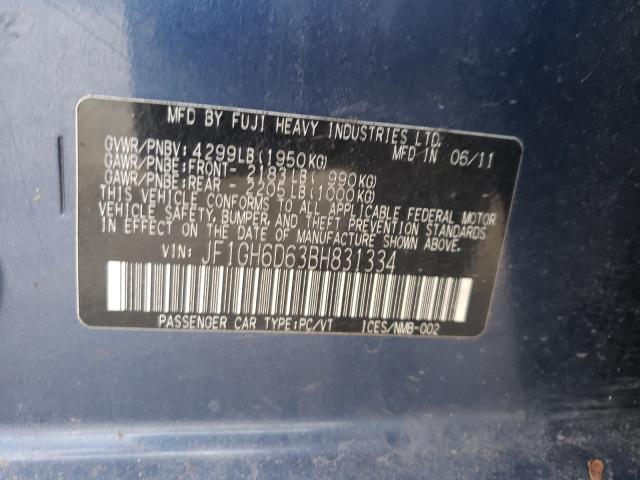 MFD BY FUJI HEAVY INDUSTRIES LTD.
MFD IN 06/11
GVWR/PNBV: 4299LB(1950KG)
GAWR/PNBE: FRONT- 2183LB( 990KG)
GAWR/PNBE: REAR - 2205LB(1000KG)
THIS VEHICLE CONFORMS TO ALL APPLICABLE FEDERAL MOTOR
VEHICLE SAFETY, BUMPER, AND THEFT PREVENTION STANDARDS
IN EFFECT ON THE DATE OF MANUFACTURE SHOWN ABOVE.
VIN: JF1GH6D63BH831334
PASSENGER CAR TYPE:PC/VT ICES/NMB-002